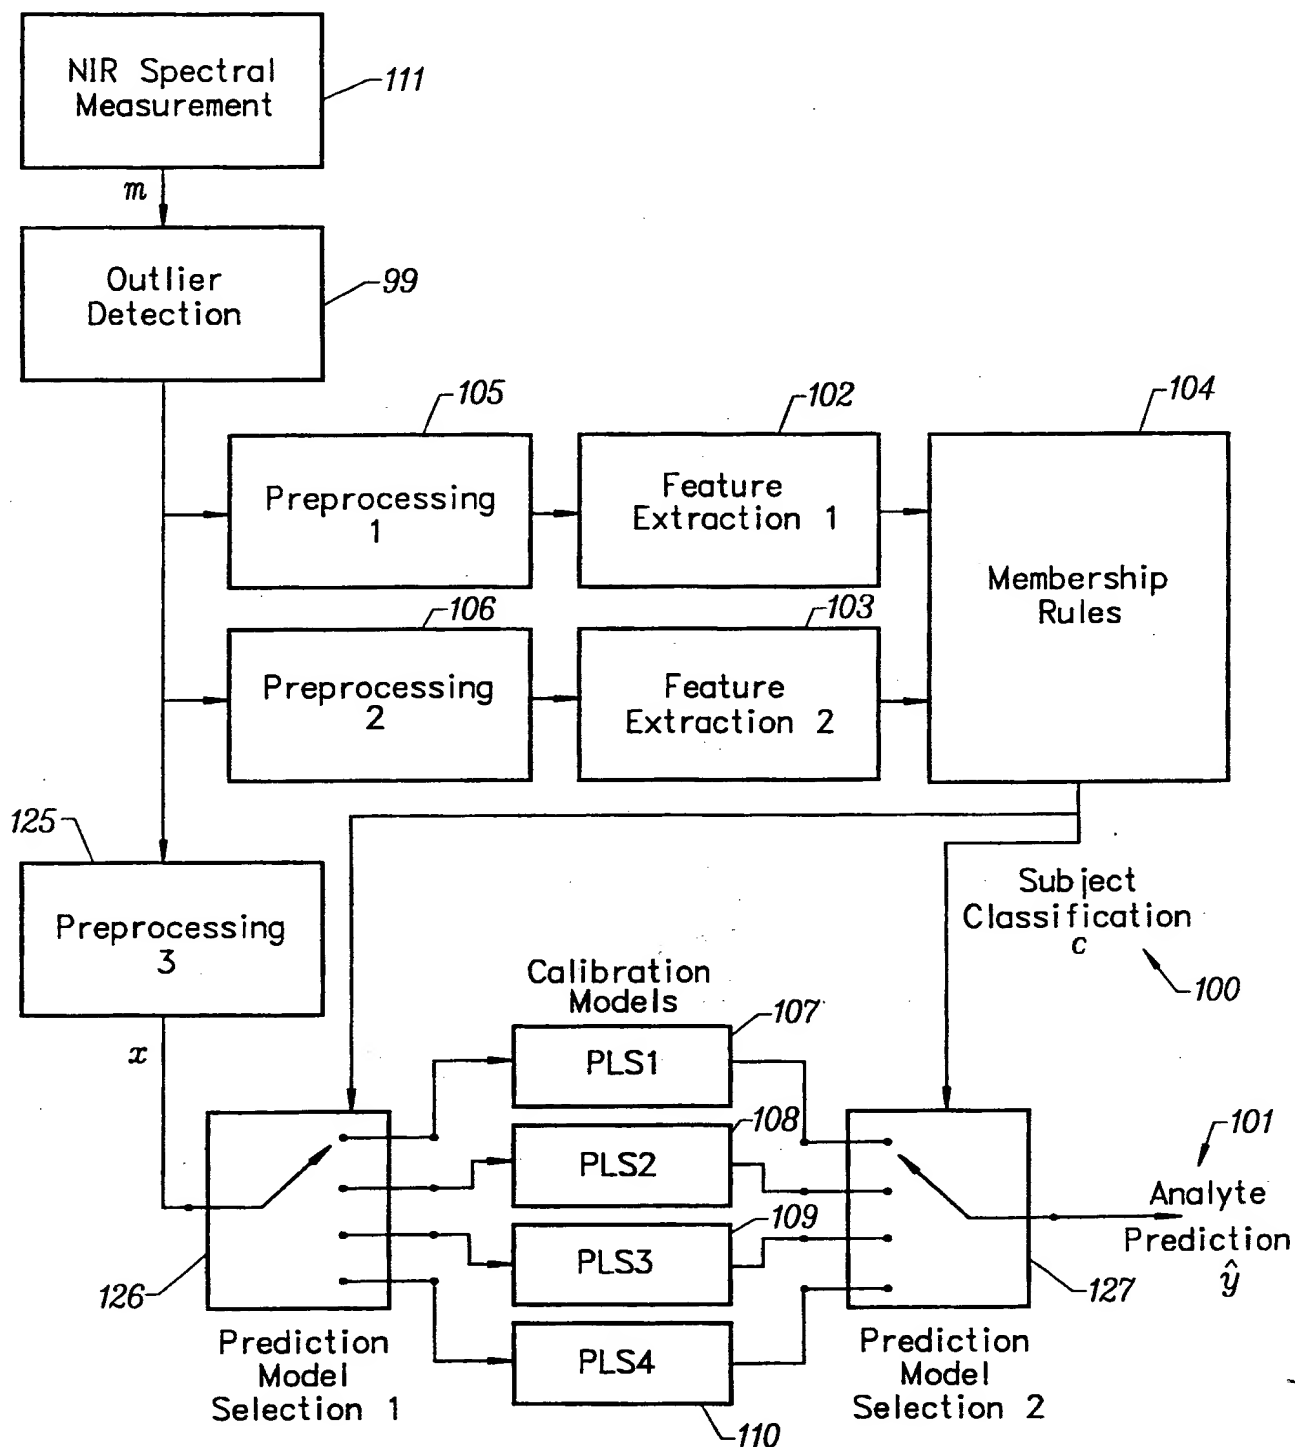 NIR Spectral
Measurement
111
m
Outlier
Detection
99
105
102
104
Preprocessing
1
Feature
Extraction 1
Membership
Rules
106
103
Preprocessing
2
Feature
Extraction 2
125
Preprocessing
3
Subject
Classification
c
100
x
Calibration
Models
107
PLS1
108
PLS2
109
PLS3
PLS4
110
101
Analyte
Prediction
ŷ
126
127
Prediction
Model
Selection 1
Prediction
Model
Selection 2